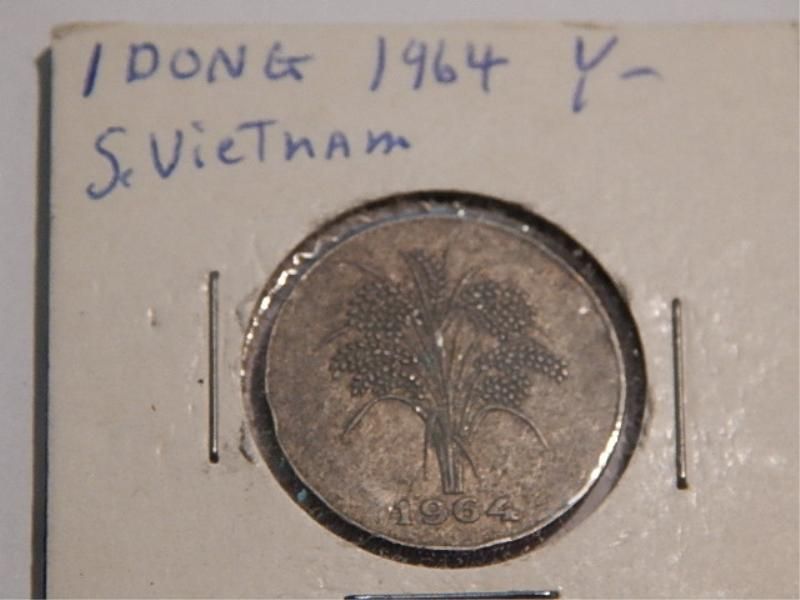 1 DONG 1964 Y-
S. VieTnAm
1964